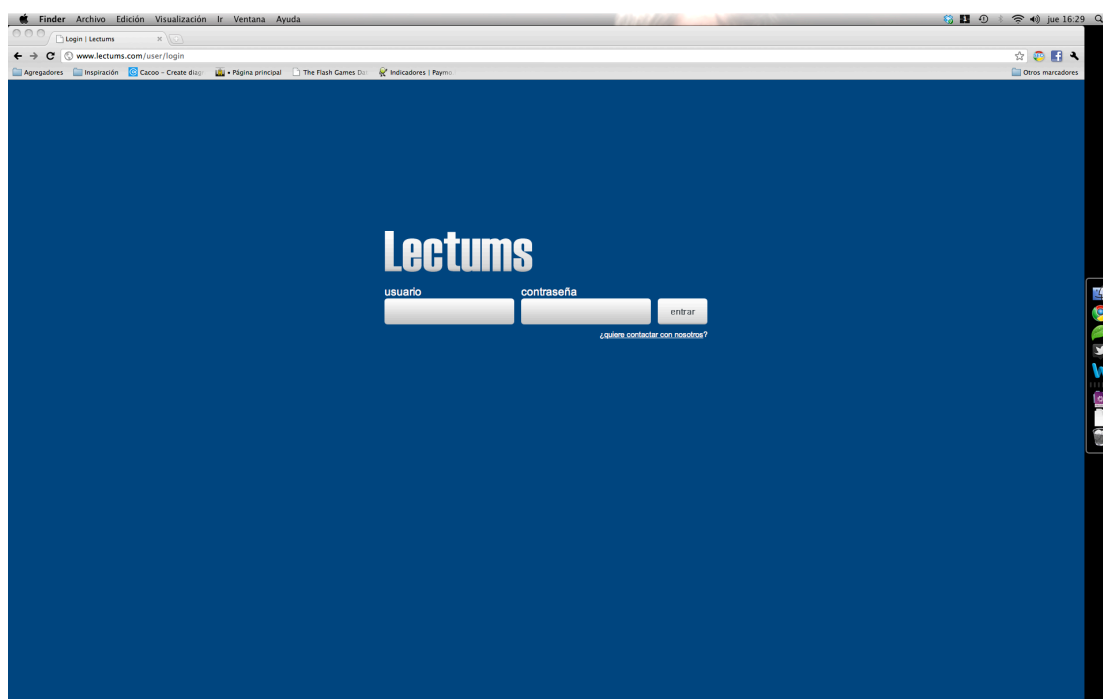 Finder Archivo Edición Visualización Ir Ventana Ayuda jue 16:29
Login | Lectums
www.lectums.com/user/login
Agregadores Inspiración Cacoo - Create diagr • Página principal The Flash Games Da Indicadores | Paymo Otros marcadores
Lectums
usuario contraseña
entrar
¿quiere contactar con nosotros?